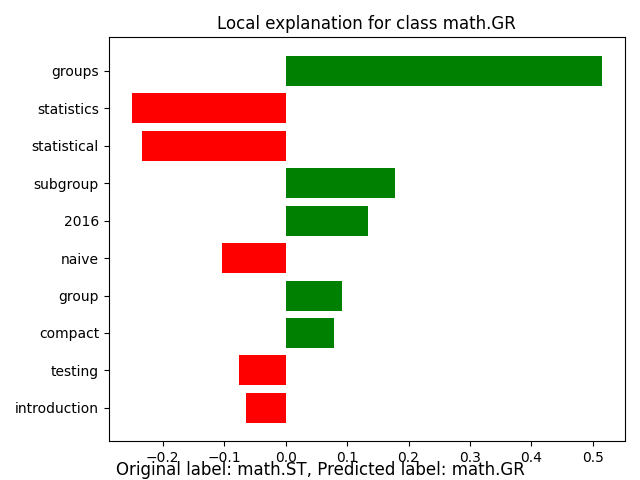 Local explanation for class math.GR
groups
statistics
statistical
subgroup
2016
naive
group
compact
testing
introduction
−0.2 −0.1 0.0 0.1 0.2 0.3 0.4 0.5
Original label: math.ST, Predicted label: math.GR